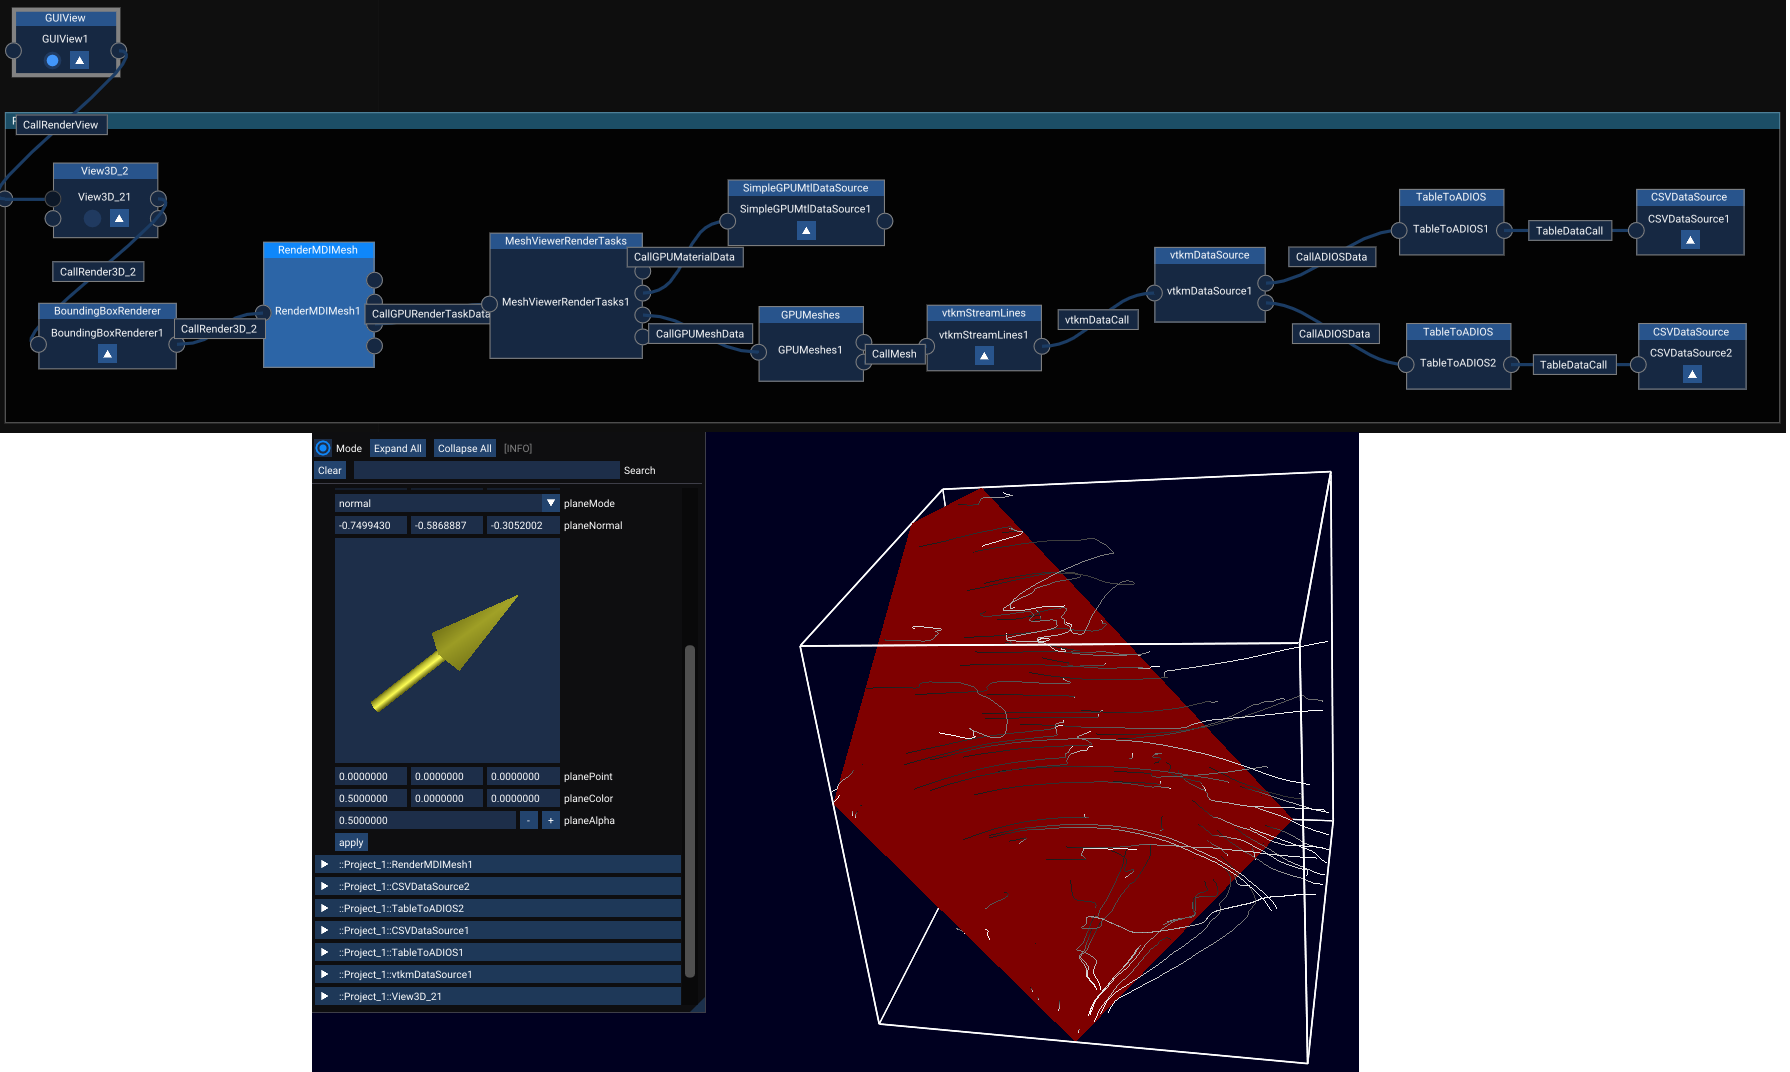 GUIView
GUIView1
CallRenderView
View3D_2
View3D_21
CallRender3D_2
BoundingBoxRenderer
BoundingBoxRenderer1
CallRender3D_2
RenderMDIMesh
RenderMDIMesh1
CallGPURenderTaskData
MeshViewerRenderTasks
MeshViewerRenderTasks1
CallGPUMaterialData
SimpleGPUMtlDataSource
SimpleGPUMtlDataSource1
CallGPUMeshData
GPUMeshes
GPUMeshes1
CallMesh
vtkmStreamLines
vtkmStreamLines1
vtkmDataCall
vtkmDataSource
vtkmDataSource1
CallADIOSData
TableToADIOS
TableToADIOS1
TableDataCall
CSVDataSource
CSVDataSource1
CallADIOSData
TableToADIOS
TableToADIOS2
TableDataCall
CSVDataSource
CSVDataSource2
Mode Expand All Collapse All [INFO]
Clear Search
normal planeMode
-0.7499430 -0.5868887 -0.3052002 planeNormal
0.0000000 0.0000000 0.0000000 planePoint
0.5000000 0.0000000 0.0000000 planeColor
0.5000000 - + planeAlpha
apply
::Project_1::RenderMDIMesh1
::Project_1::CSVDataSource2
::Project_1::TableToADIOS2
::Project_1::CSVDataSource1
::Project_1::TableToADIOS1
::Project_1::vtkmDataSource1
::Project_1::View3D_21